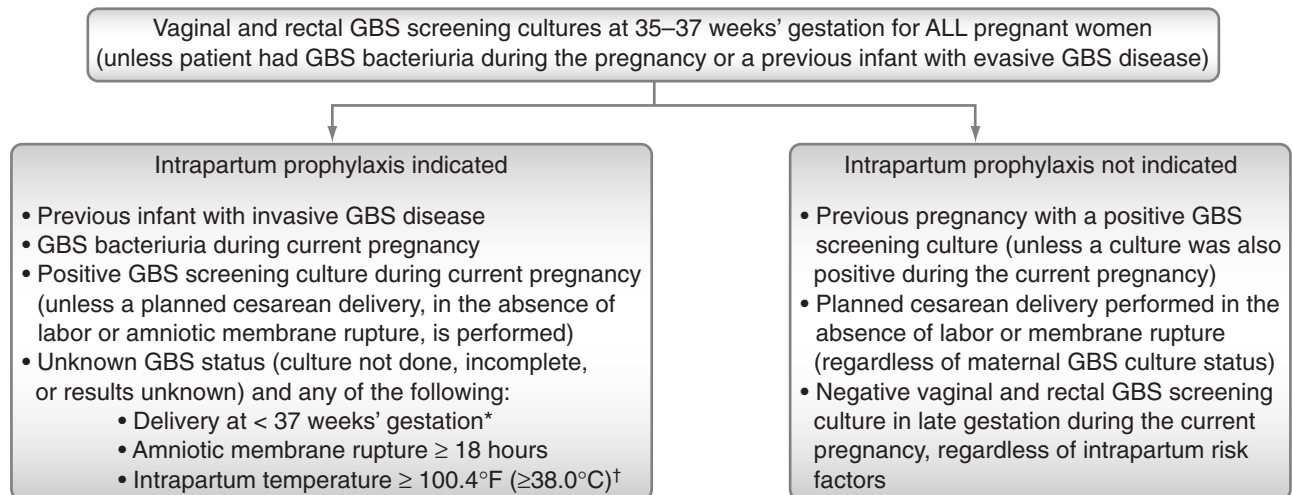 Vaginal and rectal GBS screening cultures at 35–37 weeks’ gestation for ALL pregnant women
(unless patient had GBS bacteriuria during the pregnancy or a previous infant with evasive GBS disease)
Intrapartum prophylaxis indicated
• Previous infant with invasive GBS disease
• GBS bacteriuria during current pregnancy
• Positive GBS screening culture during current pregnancy
(unless a planned cesarean delivery, in the absence of
labor or amniotic membrane rupture, is performed)
• Unknown GBS status (culture not done, incomplete,
or results unknown) and any of the following:
• Delivery at < 37 weeks’ gestation*
• Amniotic membrane rupture ≥ 18 hours
• Intrapartum temperature ≥ 100.4°F (≥38.0°C)†
Intrapartum prophylaxis not indicated
• Previous pregnancy with a positive GBS
screening culture (unless a culture was also
positive during the current pregnancy)
• Planned cesarean delivery performed in the
absence of labor or membrane rupture
(regardless of maternal GBS culture status)
• Negative vaginal and rectal GBS screening
culture in late gestation during the current
pregnancy, regardless of intrapartum risk
factors